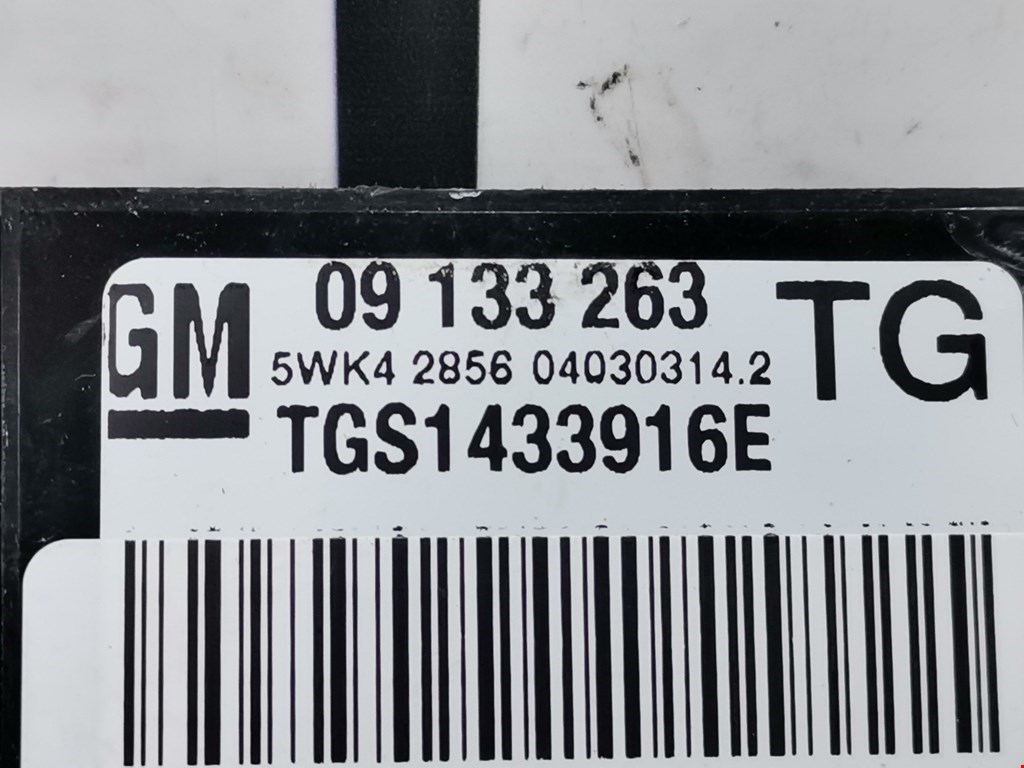 GM 09 133 263 TG
5WK4 2856 04030314.2
TGS1433916E